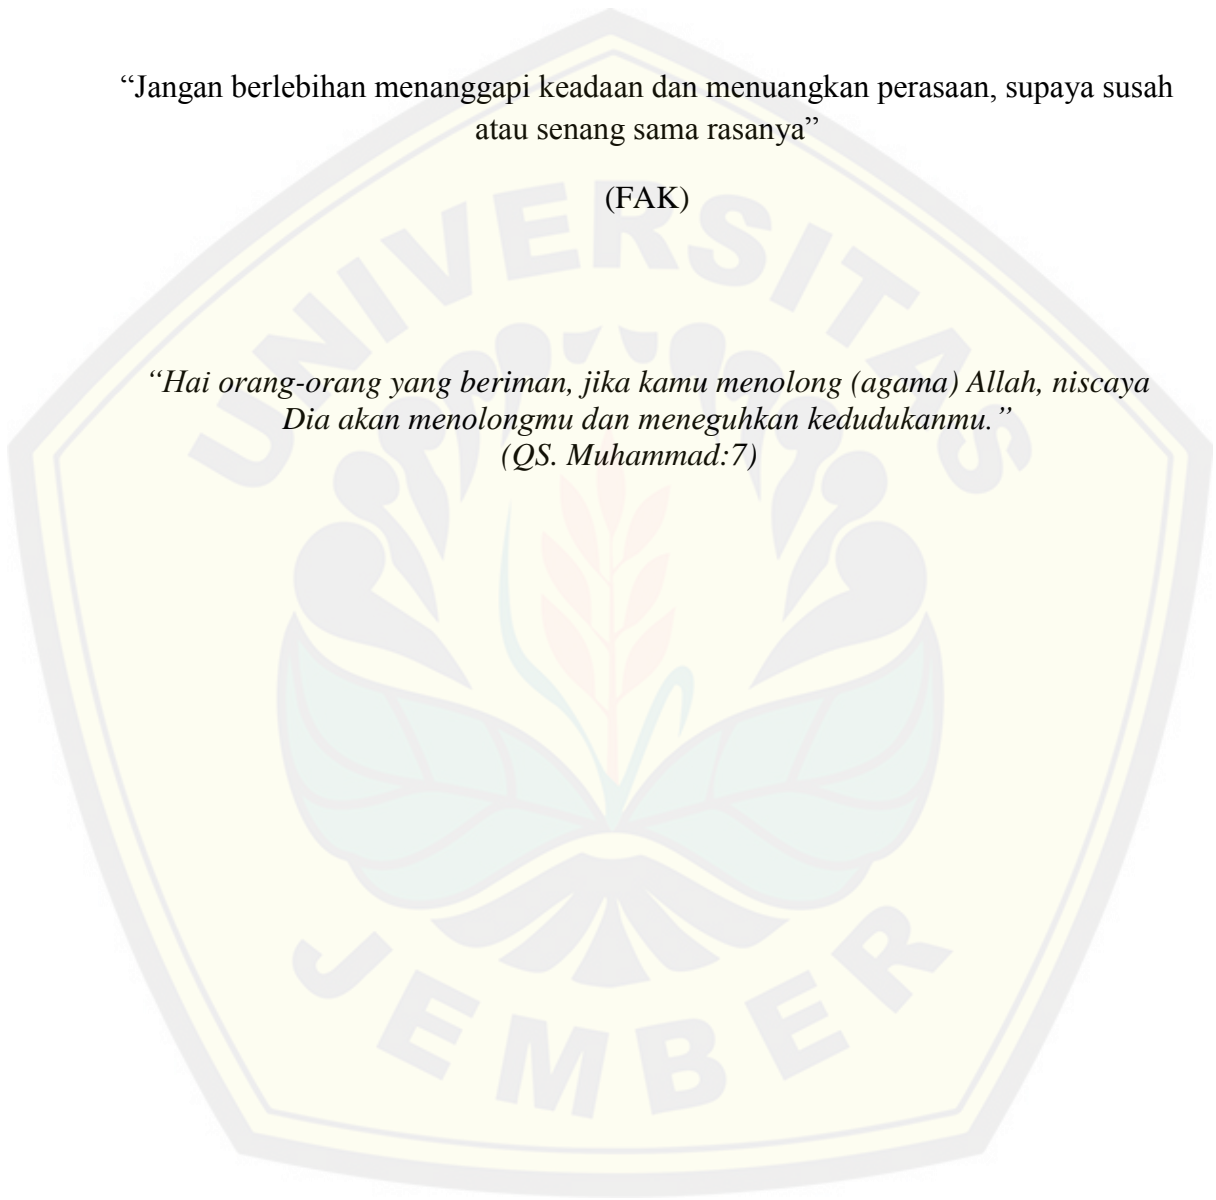 “Jangan berlebihan menanggapi keadaan dan menuangkan perasaan, supaya susah
atau senang sama rasanya”
(FAK)
UNIVERSITAS
“Hai orang-orang yang beriman, jika kamu menolong (agama) Allah, niscaya
Dia akan menolongmu dan meneguhkan kedudukanmu.”
(QS. Muhammad:7)
JEMBER